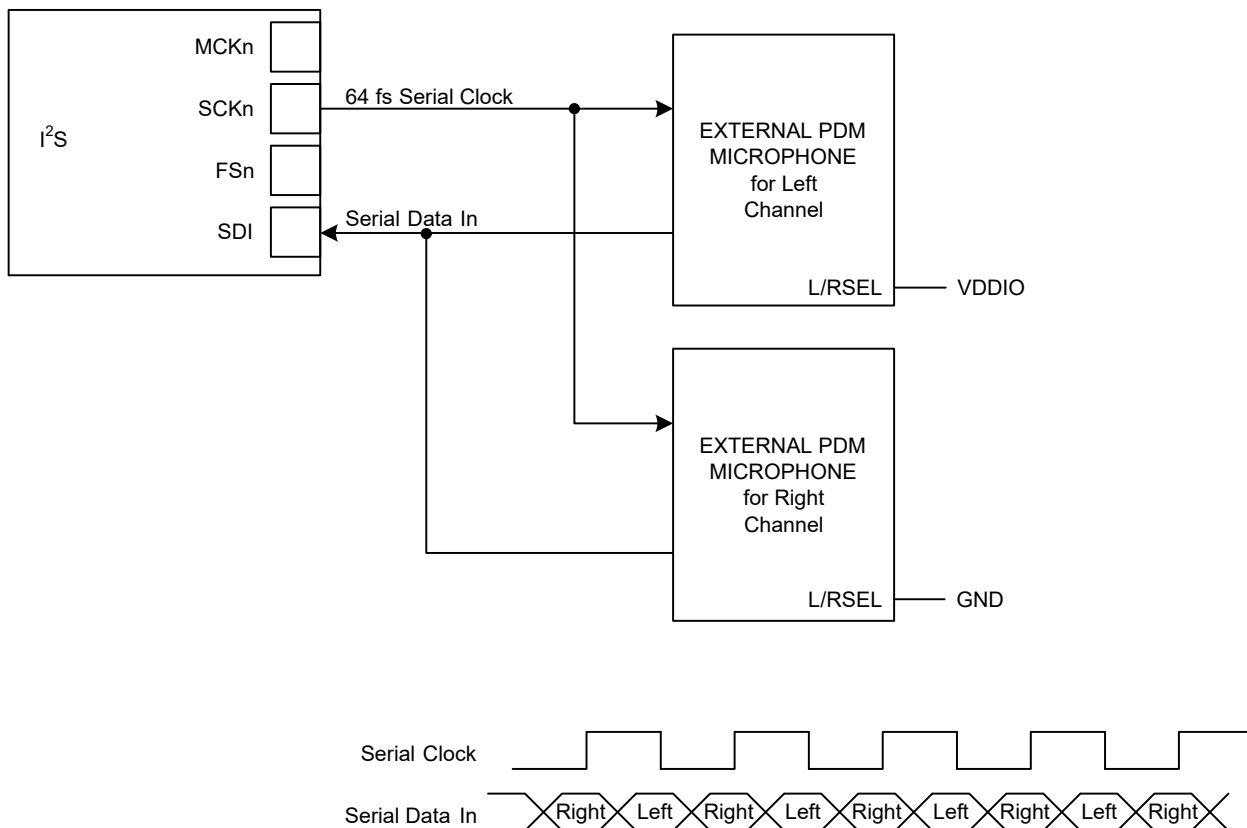 I²S
MCKn
SCKn
FSn
SDI
64 fs Serial Clock
Serial Data In
EXTERNAL PDM
MICROPHONE
for Left
Channel
L/RSEL
VDDIO
EXTERNAL PDM
MICROPHONE
for Right
Channel
L/RSEL
GND
Serial Clock
Serial Data In
Right Left Right Left Right Left Right Left Right